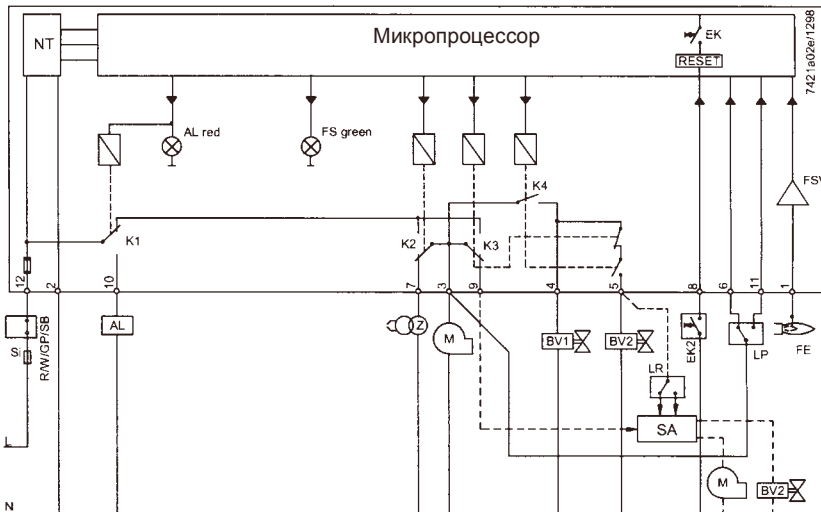 NT
Микропроцессор
EK
RESET
7421a02e/1298
AL red
FS green
FSV
K4
K1
K2
K3
12
2
10
7
3
9
4
5
8
6
11
1
Si
R/W/GP/SB
AL
Z
M
BV1
BV2
EK2
LP
FE
LR
SA
L
M
BV2
N